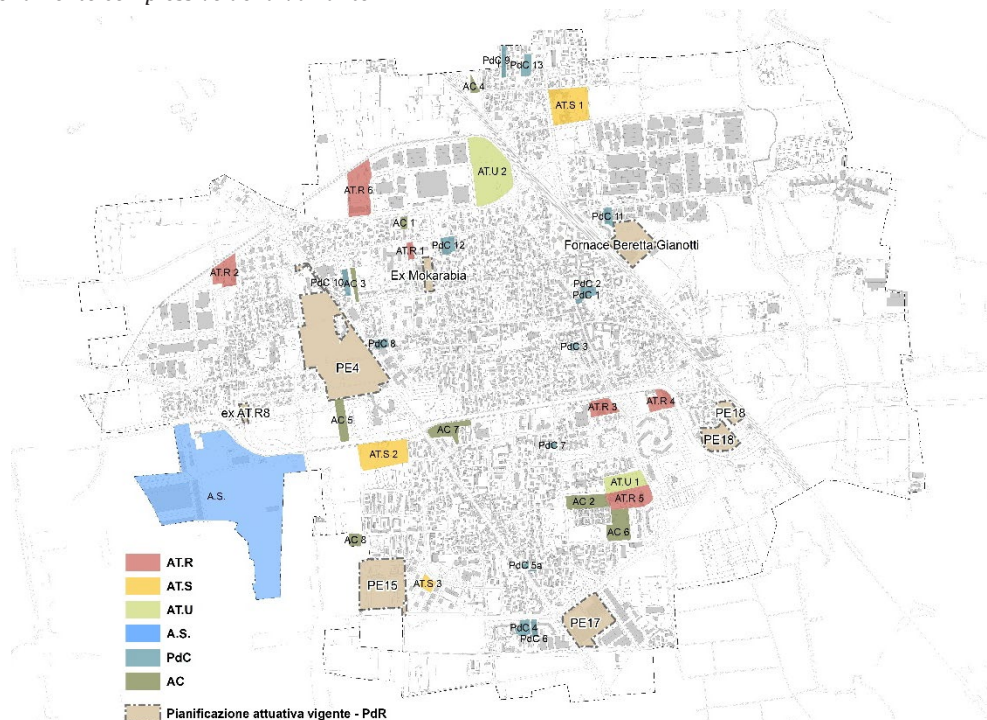 PdC 9
PdC 13
AC 4
AT.S 1
AT.U 2
AT.R 6
AC 1
PdC 11
AT.R 1
PdC 12
Fornace Beretta Gianotti
AT.R 2
Ex Mokarabia
PdC 10
AC 3
PdC 2
PdC 1
PdC 8
PdC 3
PE4
AT.R 3
AT.R 4
ex AT.R8
AC 5
PE18
AC 7
PE18
PdC 7
AT.S 2
AT.U 1
A.S.
AC 2
AT.R 5
AC 6
AC 8
PdC 5a
AT.R
AT.S
AT.U
A.S.
PdC
AC
Pianificazione attuativa vigente - PdR
PE15
AT.S 3
PE17
PdC 4
PdC 6